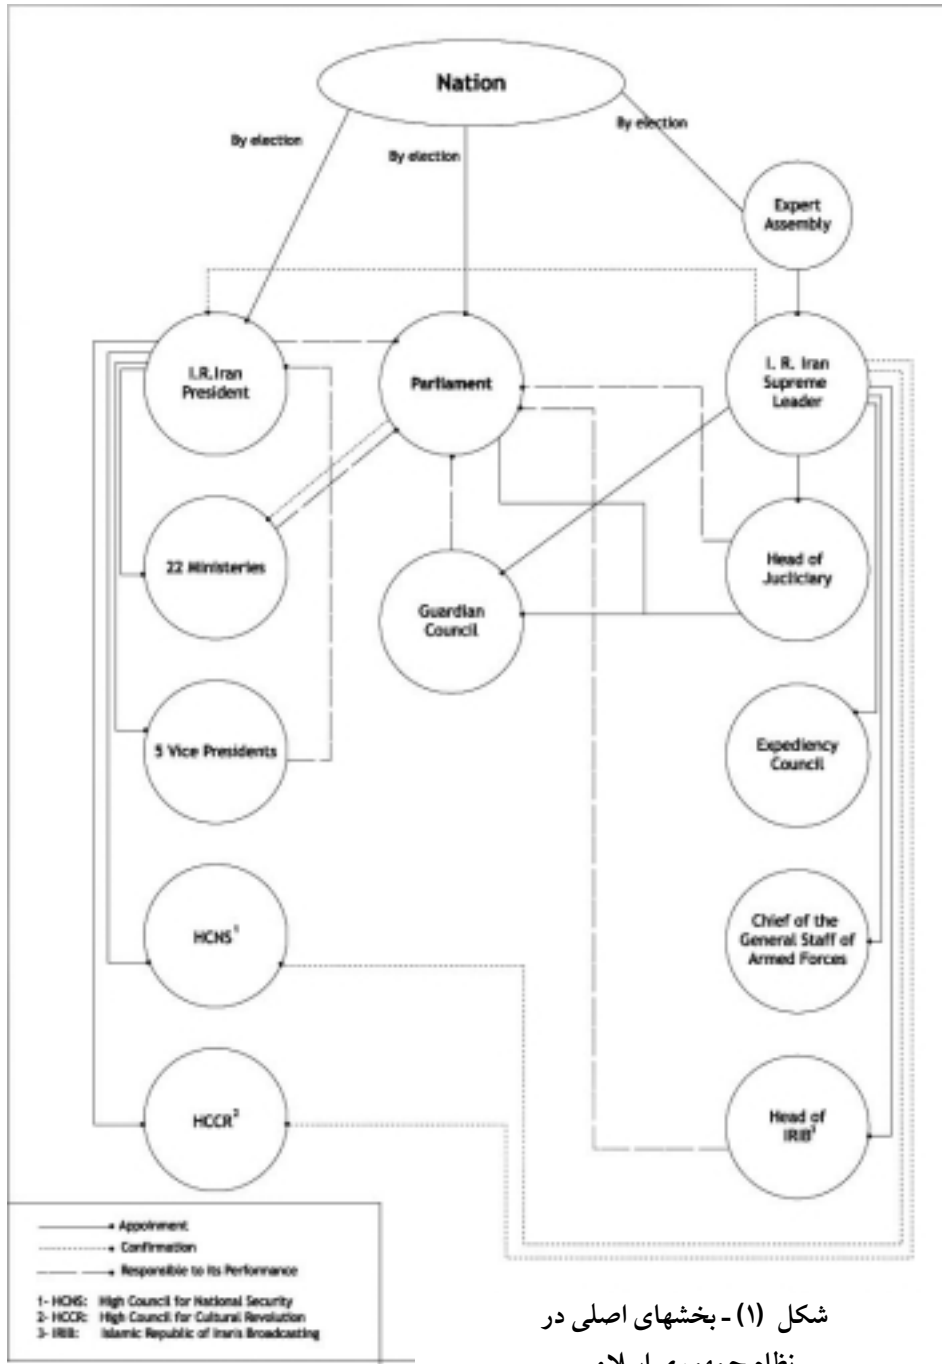 Nation
By election
By election
By election
Expert
Assembly
I.R.Iran
President
Parliament
I. R. Iran
Supreme
Leader
22 Ministeries
Guardian
Council
Head of
Jucliciary
5 Vice Presidents
Expediency
Council
HCNS1
Chief of the
General Staff of
Armed Forces
HCCR2
Head of
IRIB3
Appoinment
Confirmation
Responsible to its Performance
1- HCNS: High Council for National Security
2- HCCR: High Council for Cultural Revolution
3- IRIB: Islamic Republic of Iran's Broadcasting
شکل (۱) - بخشهای اصلی در